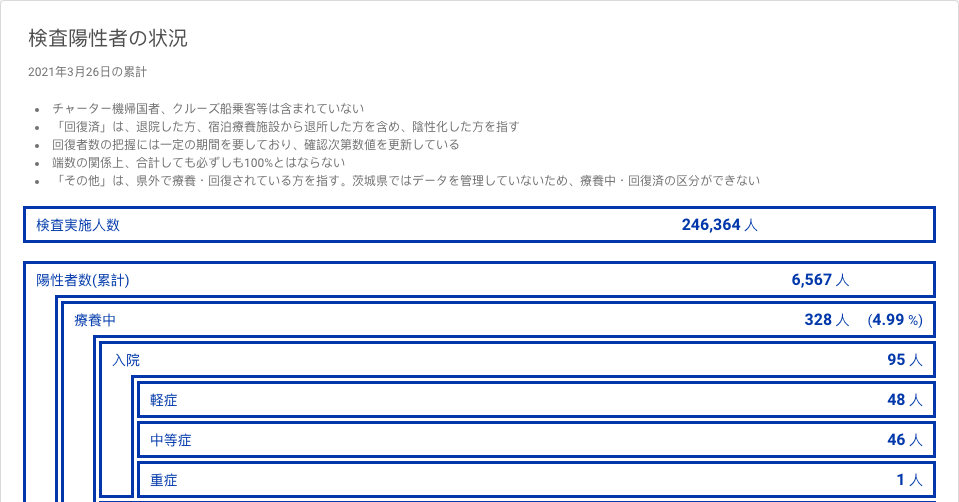 検査陽性者の状況
2021年3月26日の累計
• チャーター機帰国者、クルーズ船乗客等は含まれていない
• 「回復済」は、退院した方、宿泊療養施設から退所した方を含め、陰性化した方を指す
• 回復者数の把握には一定の期間を要しており、確認次第数値を更新している
• 端数の関係上、合計しても必ずしも100%とはならない
• 「その他」は、県外で療養・回復されている方を指す。茨城県ではデータを管理していないため、療養中・回復済の区分ができない
検査実施人数 246,364 人
陽性者数(累計) 6,567 人
療養中 328 人 (4.99 %)
入院 95 人
軽症 48 人
中等症 46 人
重症 1 人